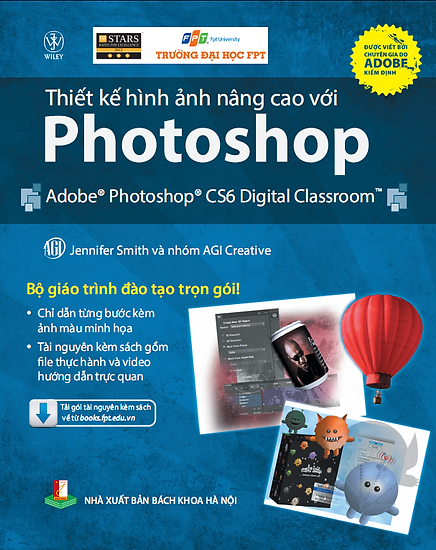 WILEY
STARS
RATED FOR EXCELLENCE
FPT Fpt University
TRƯỜNG ĐẠI HỌC FPT
ĐƯỢC VIẾT BỞI
CHUYÊN GIA DO
ADOBE
KIỂM ĐỊNH
Thiết kế hình ảnh nâng cao với
Photoshop
Adobe® Photoshop® CS6 Digital Classroom™
AGI Jennifer Smith và nhóm AGI Creative
Bộ giáo trình đào tạo trọn gói!
• Chỉ dẫn từng bước kèm
ảnh màu minh họa
• Tài nguyên kèm sách gồm
file thực hành và video
hướng dẫn trực quan
Tải gói tài nguyên kèm sách
về từ books.fpt.edu.vn
NHÀ XUẤT BẢN BÁCH KHOA HÀ NỘI